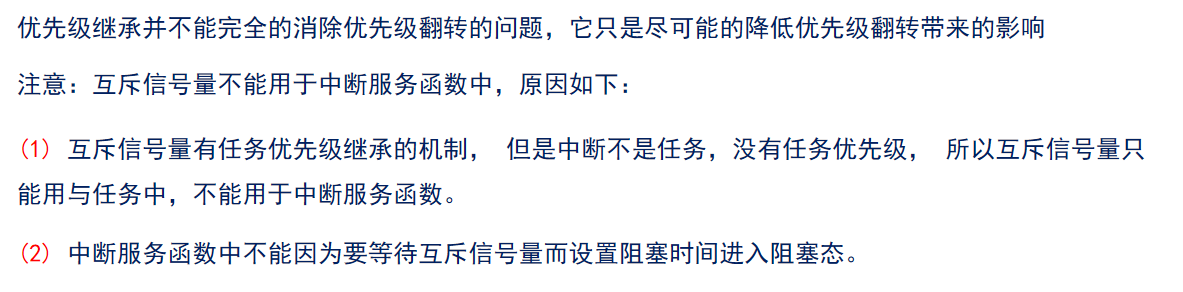 优先级继承并不能完全的消除优先级翻转的问题，它只是尽可能的降低优先级翻转带来的影响
注意：互斥信号量不能用于中断服务函数中，原因如下：
(1) 互斥信号量有任务优先级继承的机制， 但是中断不是任务，没有任务优先级， 所以互斥信号量只
能用与任务中，不能用于中断服务函数。
(2) 中断服务函数中不能因为要等待互斥信号量而设置阻塞时间进入阻塞态。